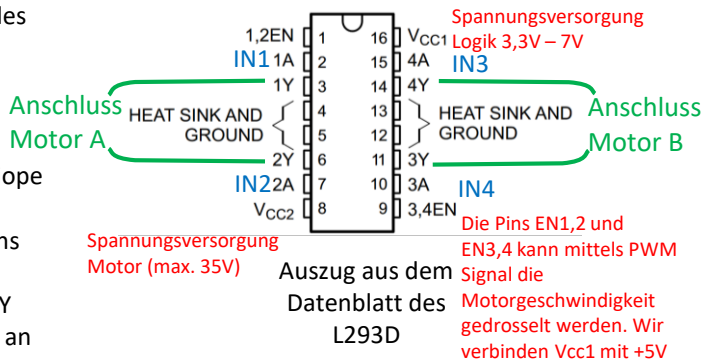 des
ope
ns
Y
an
Anschluss
Motor A
1,2EN
IN1 1A
1Y
HEAT SINK AND
GROUND
2Y
IN2 2A
VCC2
1
2
3
4
5
6
7
8
16
15
14
13
12
11
10
9
VCC1
4A
IN3
4Y
HEAT SINK AND
GROUND
3Y
3A
IN4
3,4EN
Spannungsversorgung
Logik 3,3V – 7V
Anschluss
Motor B
Spannungsversorgung
Motor (max. 35V)
Auszug aus dem
Datenblatt des
L293D
Die Pins EN1,2 und
EN3,4 kann mittels PWM
Signal die
Motorgeschwindigkeit
gedrosselt werden. Wir
verbinden Vcc1 mit +5V